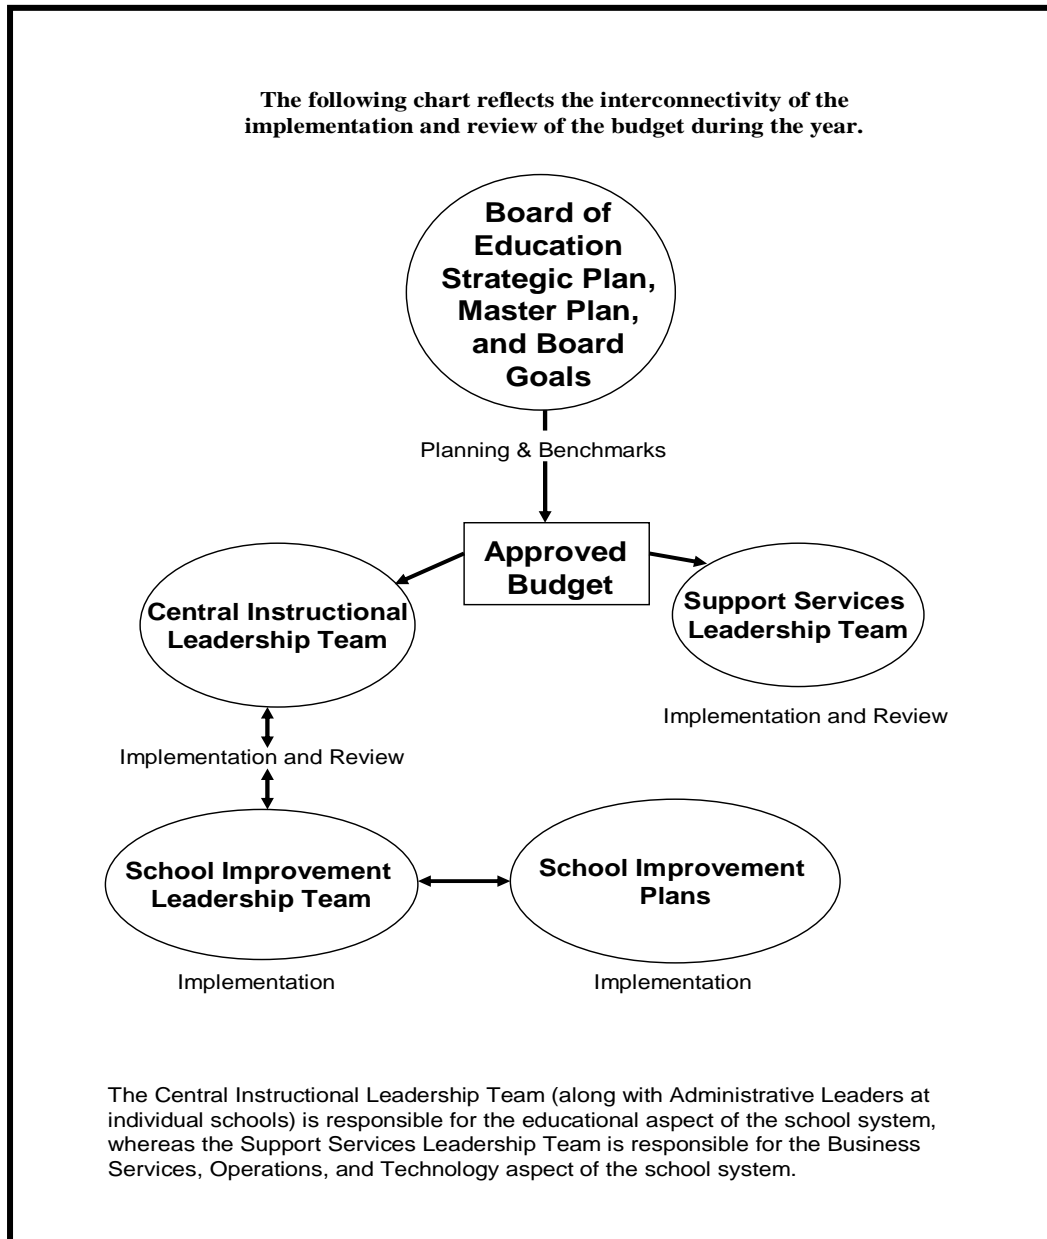 The following chart reflects the interconnectivity of the
implementation and review of the budget during the year.
Board of
Education
Strategic Plan,
Master Plan,
and Board
Goals
Planning & Benchmarks
Approved
Budget
Central Instructional
Leadership Team
Support Services
Leadership Team
Implementation and Review
Implementation and Review
School Improvement
Leadership Team
School Improvement
Plans
Implementation
Implementation
The Central Instructional Leadership Team (along with Administrative Leaders at
individual schools) is responsible for the educational aspect of the school system,
whereas the Support Services Leadership Team is responsible for the Business
Services, Operations, and Technology aspect of the school system.